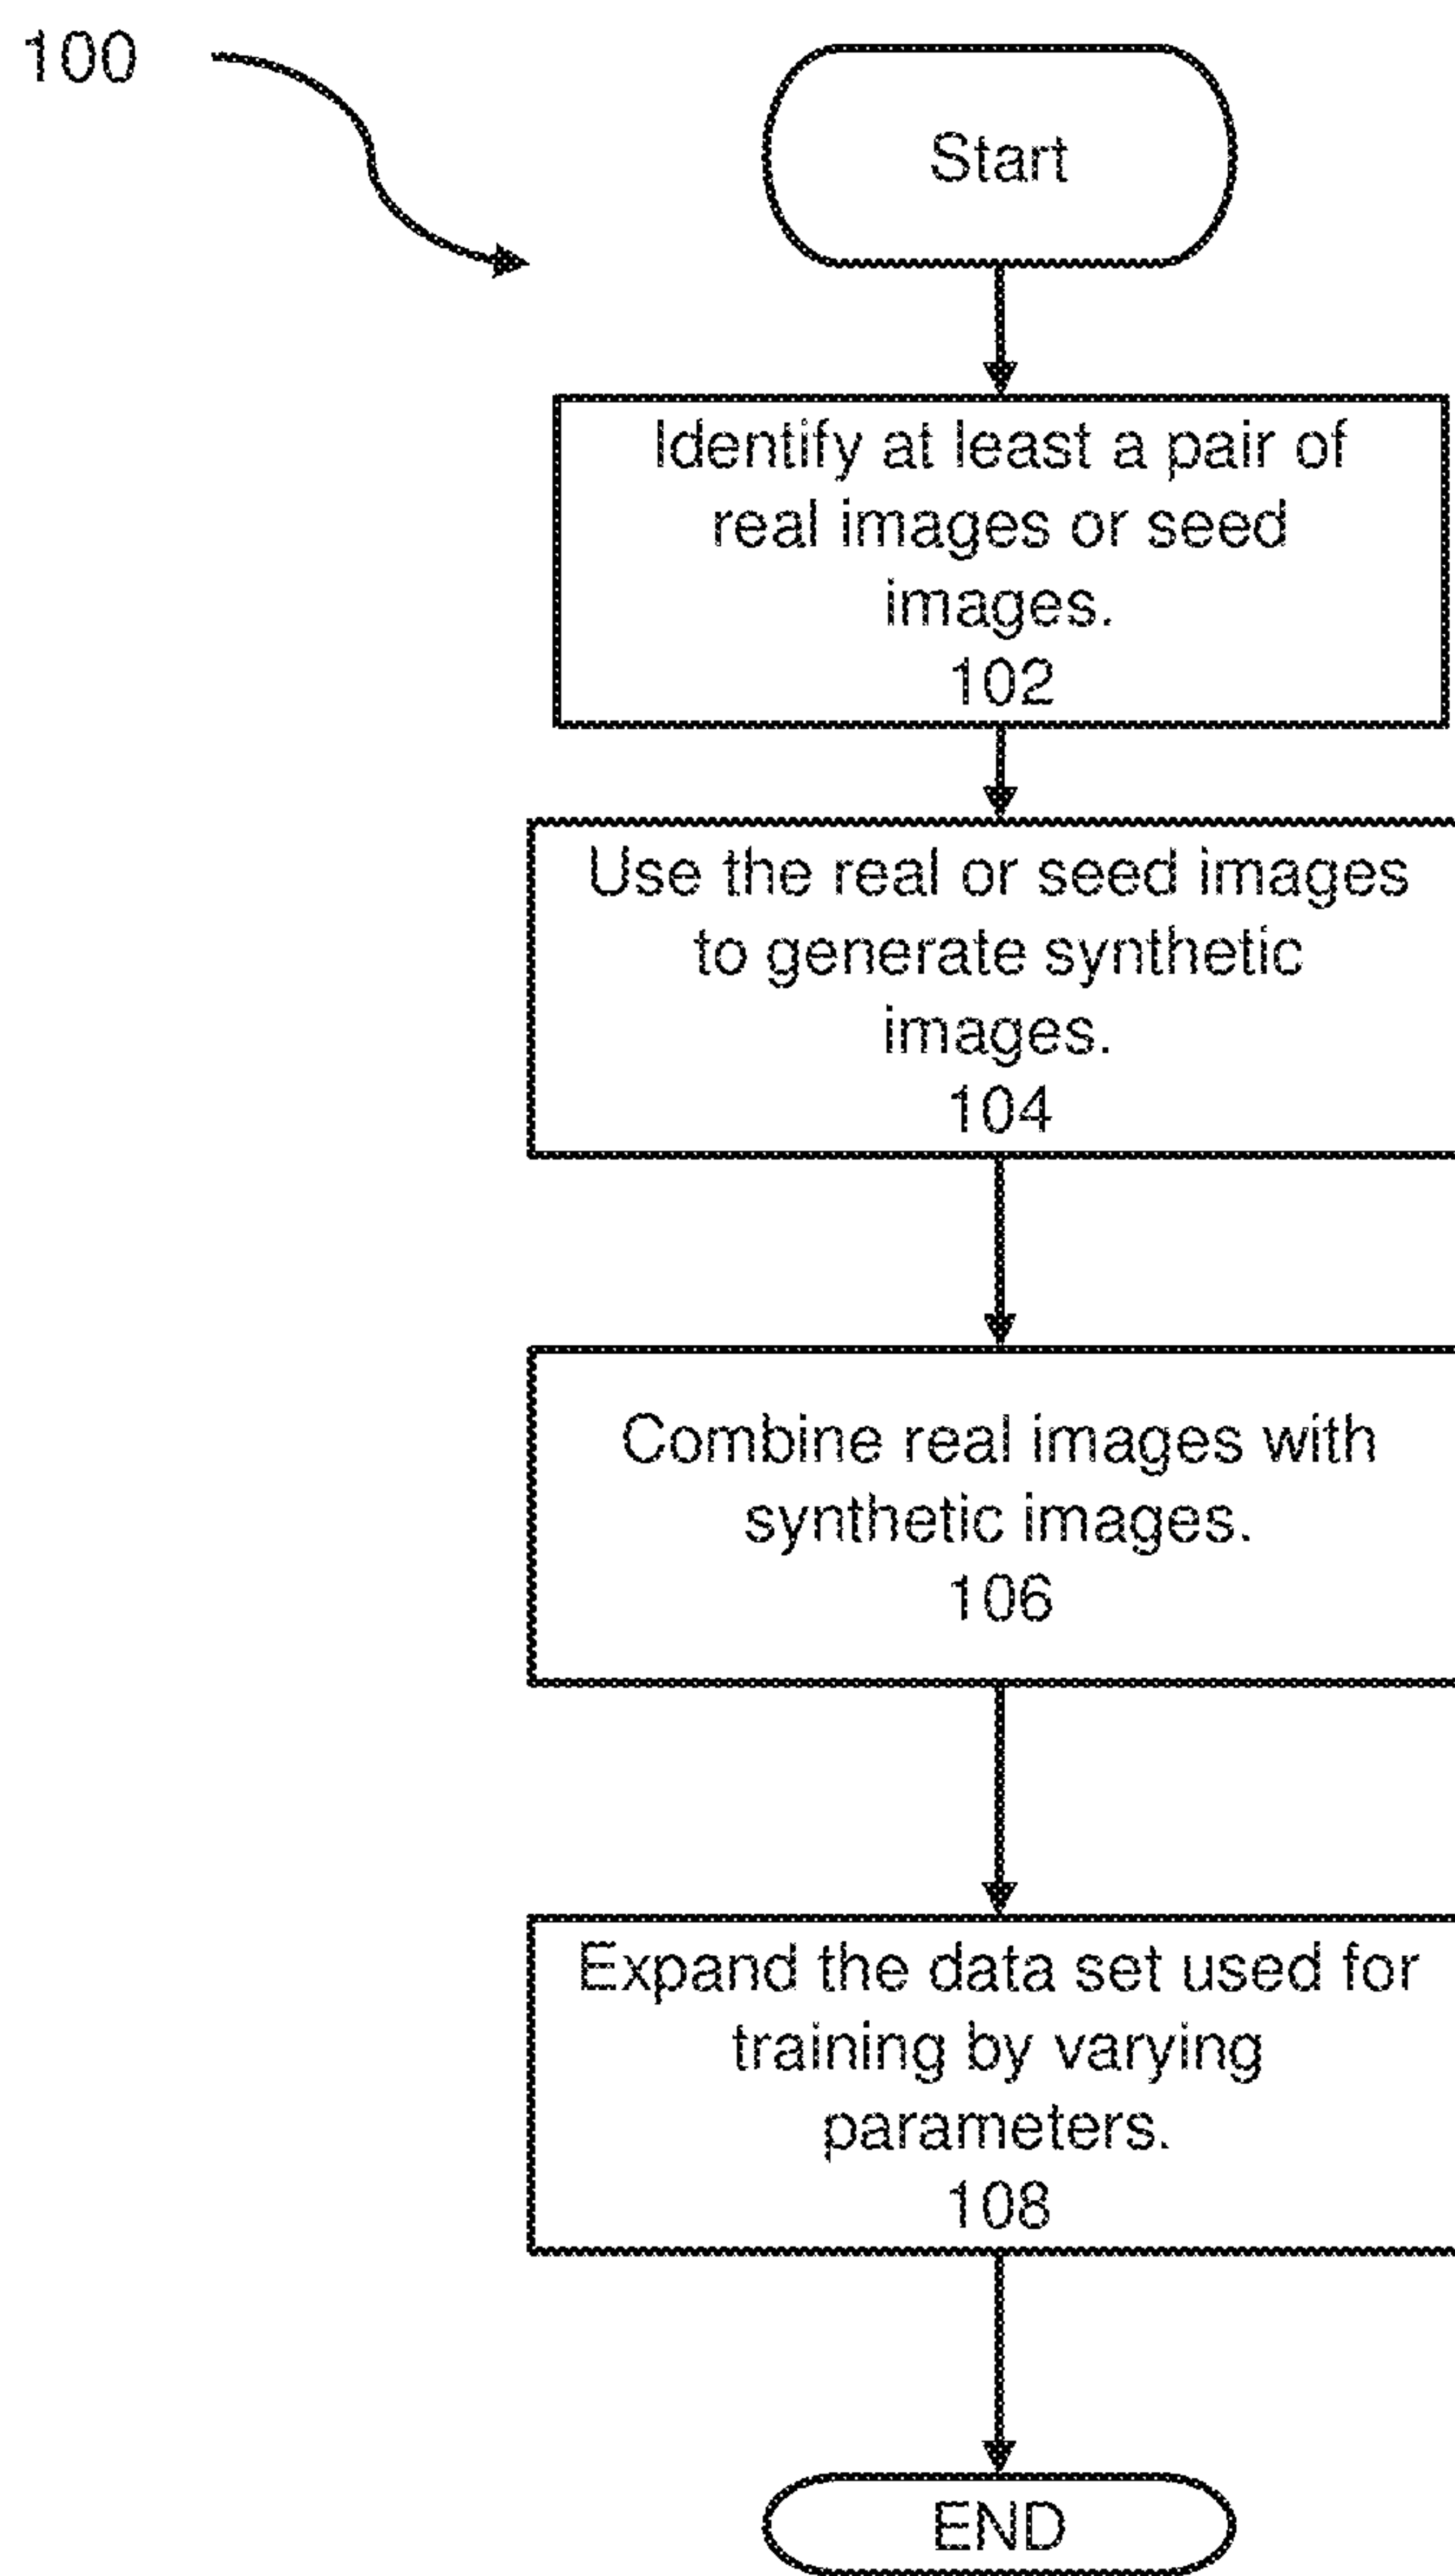 100
Start
Identify at least a pair of
real images or seed
images.
102
Use the real or seed images
to generate synthetic
images.
104
Combine real images with
synthetic images.
106
Expand the data set used for
training by varying
parameters.
108
END